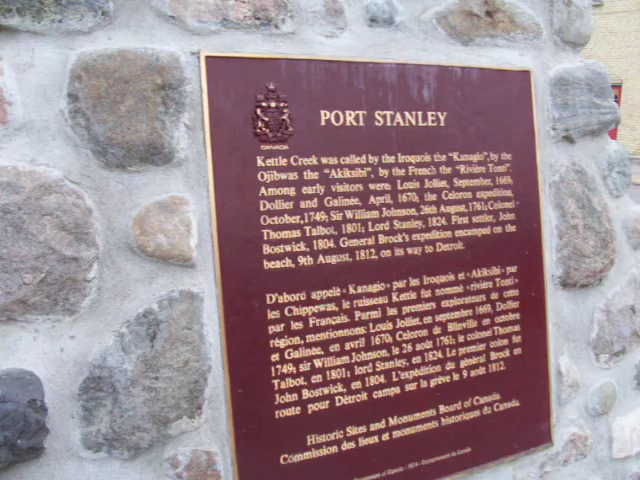 CANADA
PORT STANLEY
Kettle Creek was called by the Iroquois the "Kanagio", by the
Ojibwas the "Akiksibi", by the French the "Rivière Tonti".
Among early visitors were: Louis Jolliet, September, 1669;
Dollier and Galinée, April, 1670; the Celoron expedition,
October, 1749; Sir William Johnson, 26th August, 1761; Colonel
Thomas Talbot, 1801; Lord Stanley, 1824. First settler, John
Bostwick, 1804. General Brock's expedition encamped on the
beach, 9th August, 1812, on its way to Detroit.
D'abord appelé «Kanagio» par les Iroquois et «Akiksibi» par
les Chippewas, le ruisseau Kettle fut nommé «rivière Tonti»
par les Français. Parmi les premiers explorateurs de cette
région, mentionnons: Louis Jolliet, en septembre 1669, Dollier
et Galinée, en avril 1670; Celoron de Blinville en octobre
1749; sir William Johnson, le 26 août 1761; le colonel Thomas
Talbot, en 1801; lord Stanley, en 1824. Le premier colon fut
John Bostwick, en 1804. L'expédition du général Brock en
route pour Détroit campa sur la grève le 9 août 1812.
Historic Sites and Monuments Board of Canada.
Commission des lieux et monuments historiques du Canada.
Government of Canada - Gouvernement du Canada